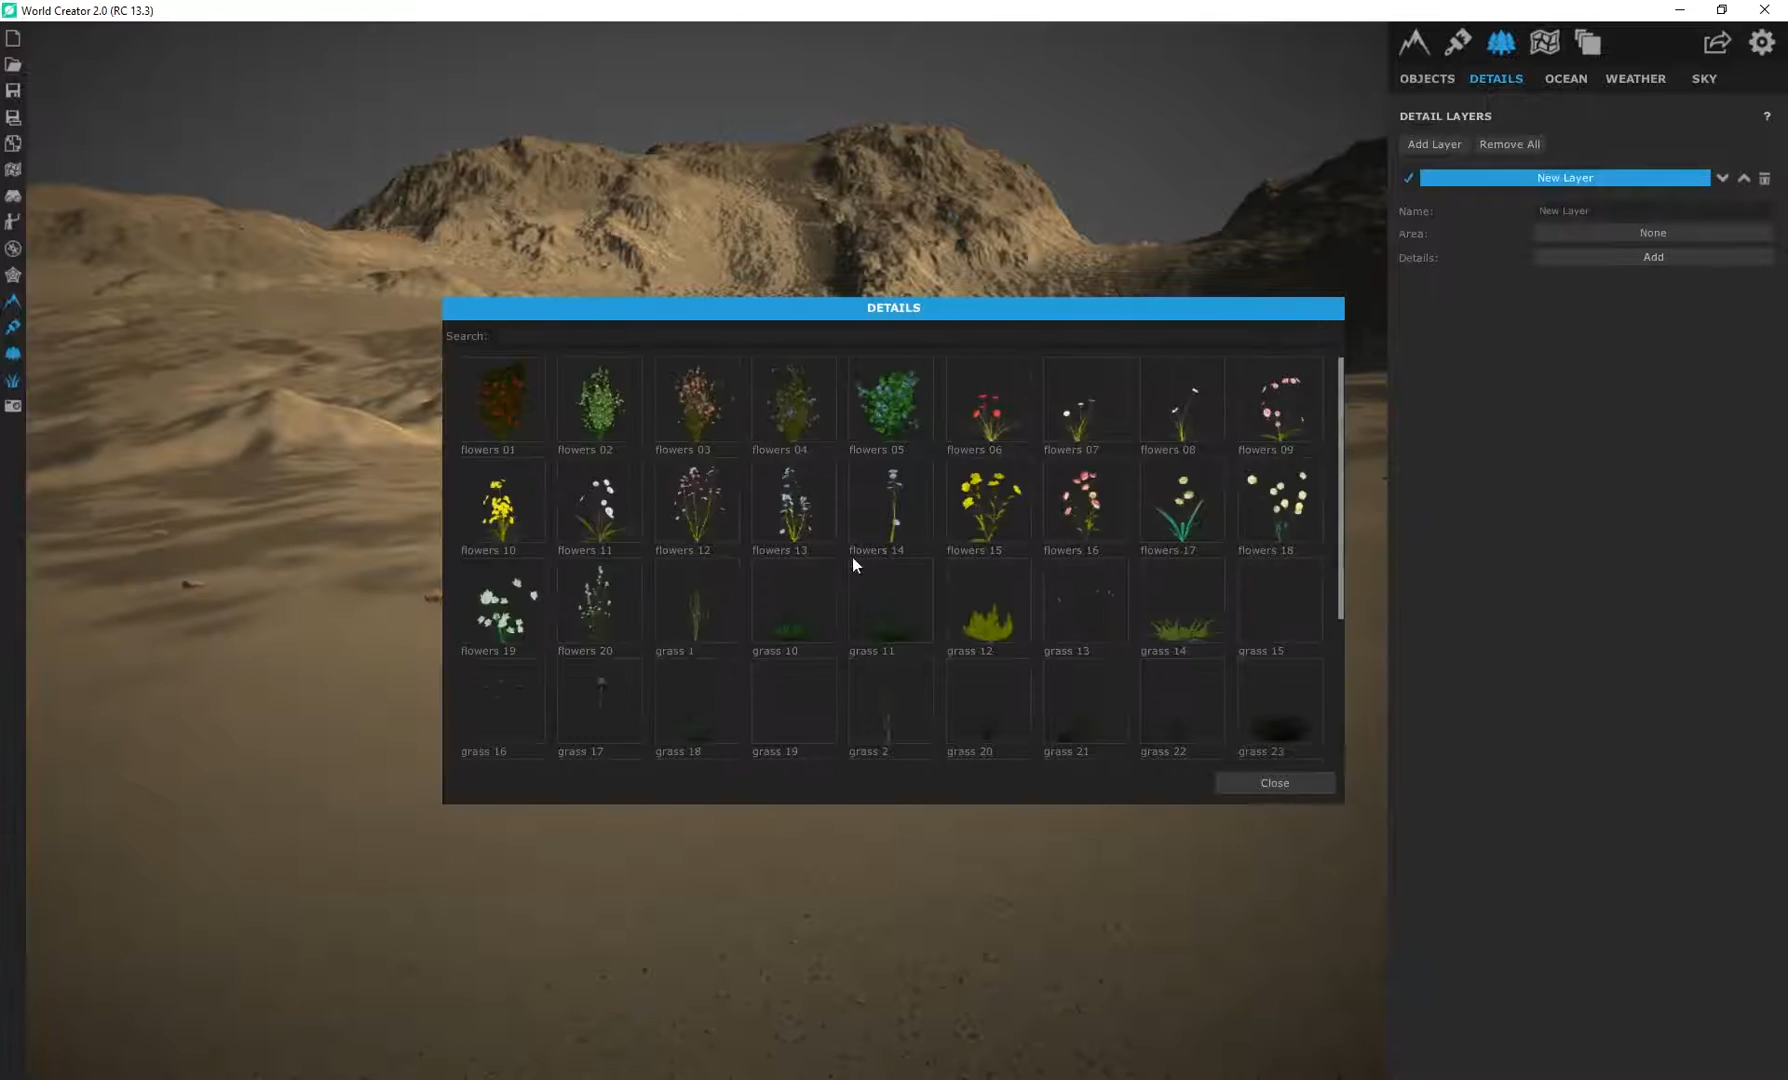 World Creator 2.0 (RC 13.3)
OBJECTS DETAILS OCEAN WEATHER SKY
DETAIL LAYERS ?
Add Layer Remove All
New Layer
Name: New Layer
Area: None
Details: Add
DETAILS
Search:
flowers 01 flowers 02 flowers 03 flowers 04 flowers 05 flowers 06 flowers 07 flowers 08 flowers 09
flowers 10 flowers 11 flowers 12 flowers 13 flowers 14 flowers 15 flowers 16 flowers 17 flowers 18
flowers 19 flowers 20 grass 1 grass 10 grass 11 grass 12 grass 13 grass 14 grass 15
grass 16 grass 17 grass 18 grass 19 grass 2 grass 20 grass 21 grass 22 grass 23
Close